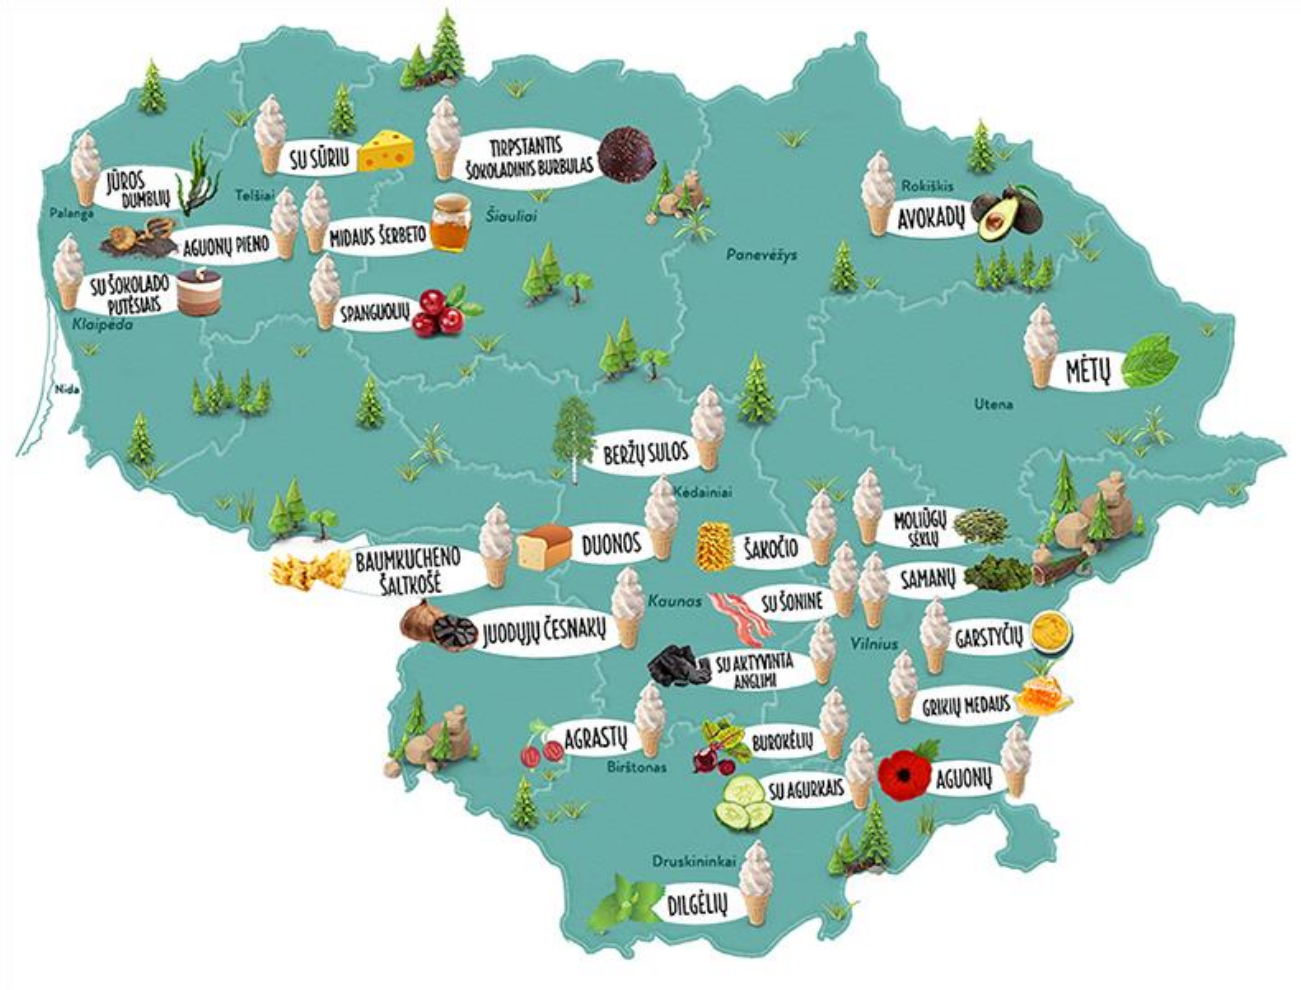 SU SŪRIU
TIRPSTANTIS
ŠOKOLADINIS BURBULAS
JŪROS
DUMBLIŲ
Palanga
Telšiai
Šiauliai
Rokiškis
AVOKADŲ
AGUONŲ PIENO
MIDAUS ŠERBETO
Panevėžys
SU ŠOKOLADO
PUTĖSIAIS
Klaipėda
SPANGUOLIŲ
Nida
MĖTŲ
Utena
BERŽŲ SULOS
Kėdainiai
BAUMKUCHENO
ŠALTKOŠĖ
DUONOS
ŠAKOČIO
MOLIŪGŲ
SĖKLŲ
SAMANŲ
Kaunas
SU ŠONINE
JUODŲJŲ ČESNAKŲ
Vilnius
GARSTYČIŲ
SU AKTYVINTA
ANGLIMI
GRIKIŲ MEDAUS
AGRASTŲ
BUROKĖLIŲ
Birštonas
SU AGURKAIS
AGUONŲ
Druskininkai
DILGĖLIŲ